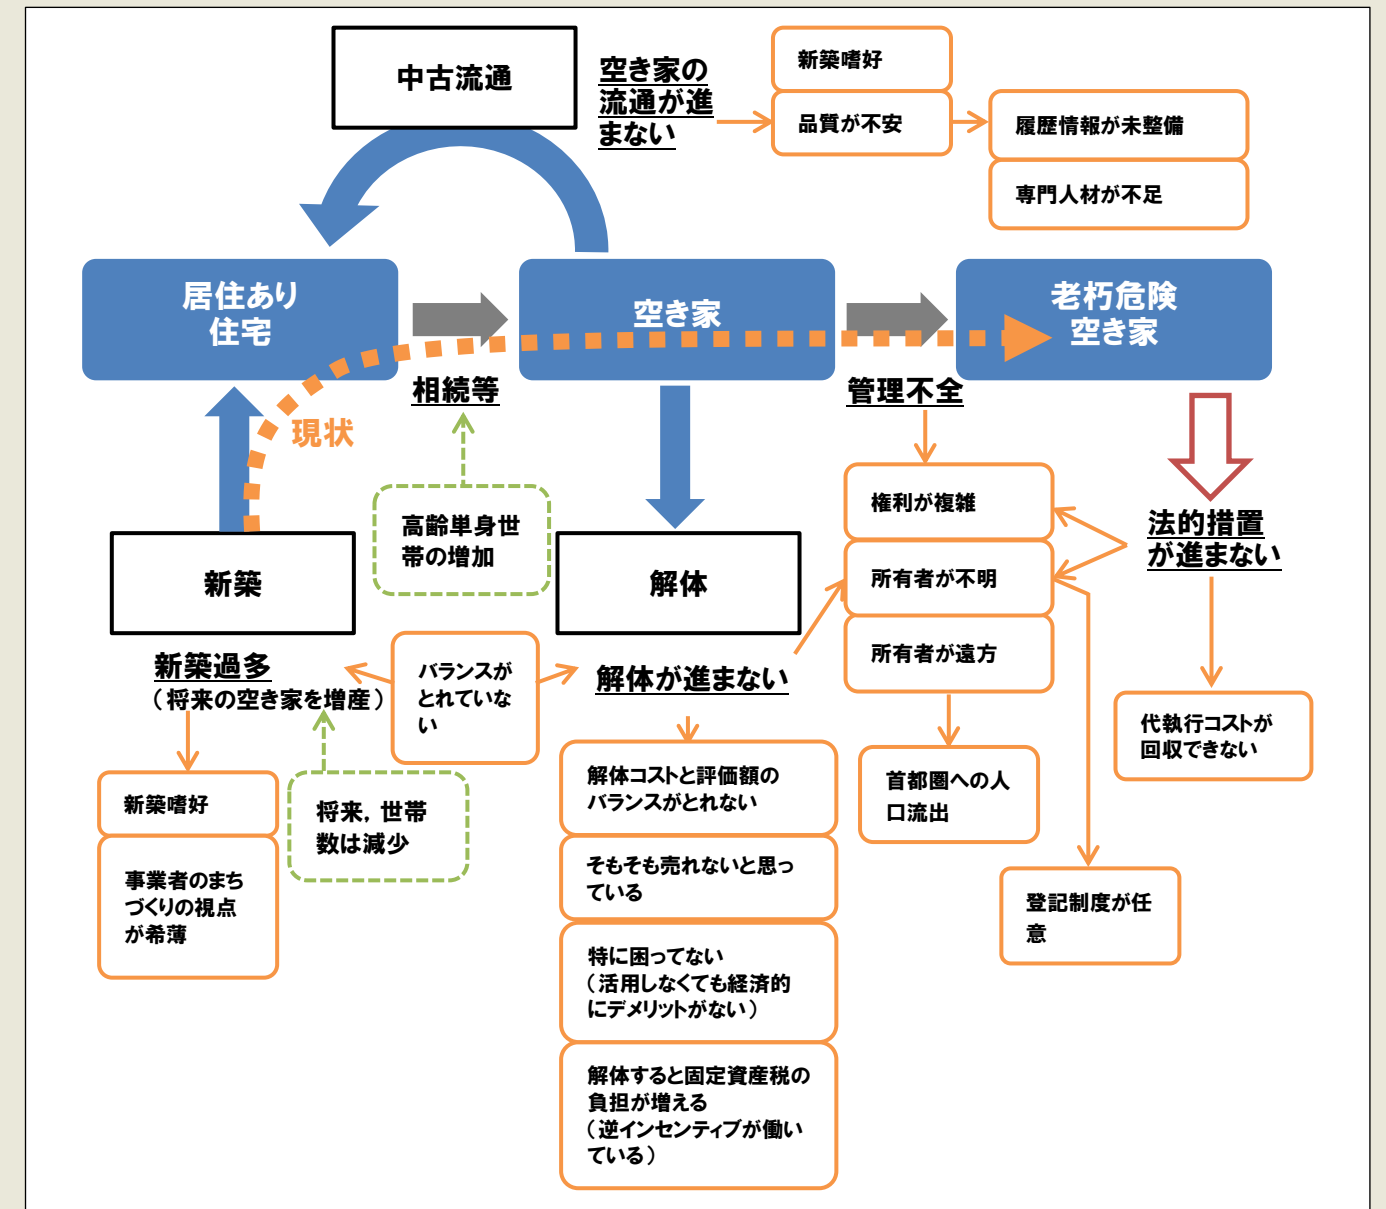 中古流通
空き家の
流通が進
まない
新築嗜好
品質が不安
履歴情報が未整備
専門人材が不足
居住あり
住宅
空き家
老朽危険
空き家
相続等
管理不全
現状
高齢単身世
帯の増加
権利が複雑
所有者が不明
所有者が遠方
法的措置
が進まない
新築
解体
新築過多
（将来の空き家を増産）
バランスが
とれていな
い
解体が進まない
新築嗜好
事業者のまち
づくりの視点
が希薄
将来，世帯
数は減少
解体コストと評価額の
バランスがとれない
そもそも売れないと思っ
ている
特に困ってない
（活用しなくても経済的
にデメリットがない）
解体すると固定資産税の
負担が増える
（逆インセンティブが働い
ている）
首都圏への人
口流出
代執行コストが
回収できない
登記制度が任
意